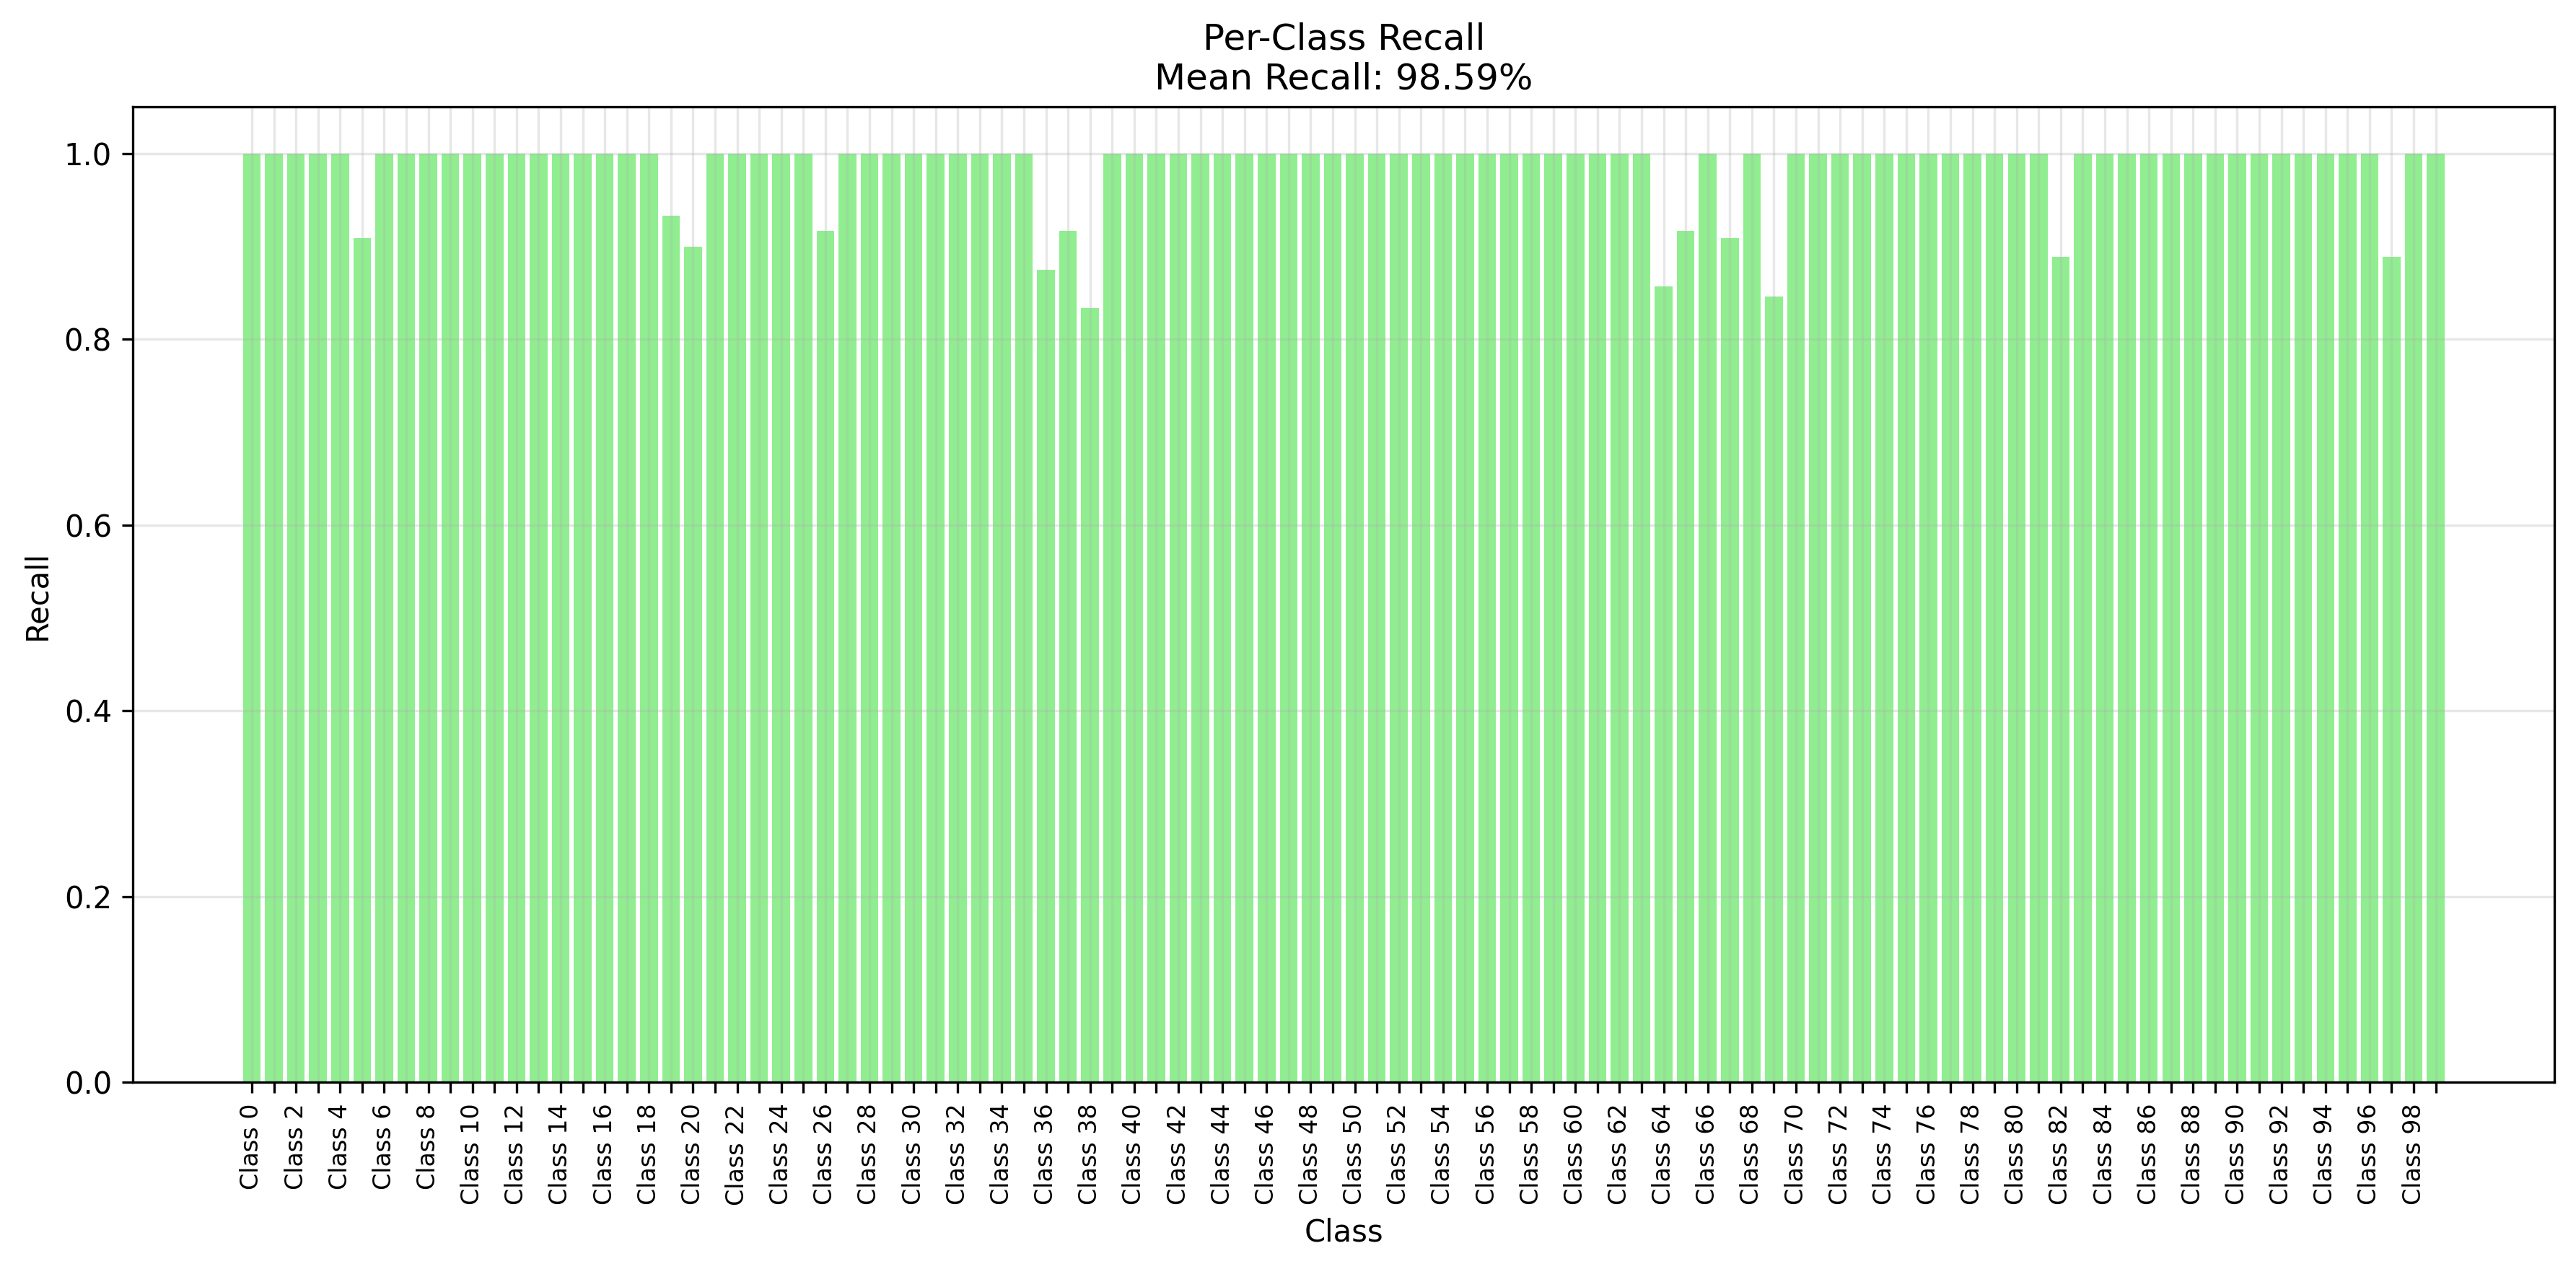 Per-Class Recall
Mean Recall: 98.59%
Recall
1.0
0.8
0.6
0.4
0.2
0.0
Class 0
Class 2
Class 4
Class 6
Class 8
Class 10
Class 12
Class 14
Class 16
Class 18
Class 20
Class 22
Class 24
Class 26
Class 28
Class 30
Class 32
Class 34
Class 36
Class 38
Class 40
Class 42
Class 44
Class 46
Class 48
Class 50
Class 52
Class 54
Class 56
Class 58
Class 60
Class 62
Class 64
Class 66
Class 68
Class 70
Class 72
Class 74
Class 76
Class 78
Class 80
Class 82
Class 84
Class 86
Class 88
Class 90
Class 92
Class 94
Class 96
Class 98
Class